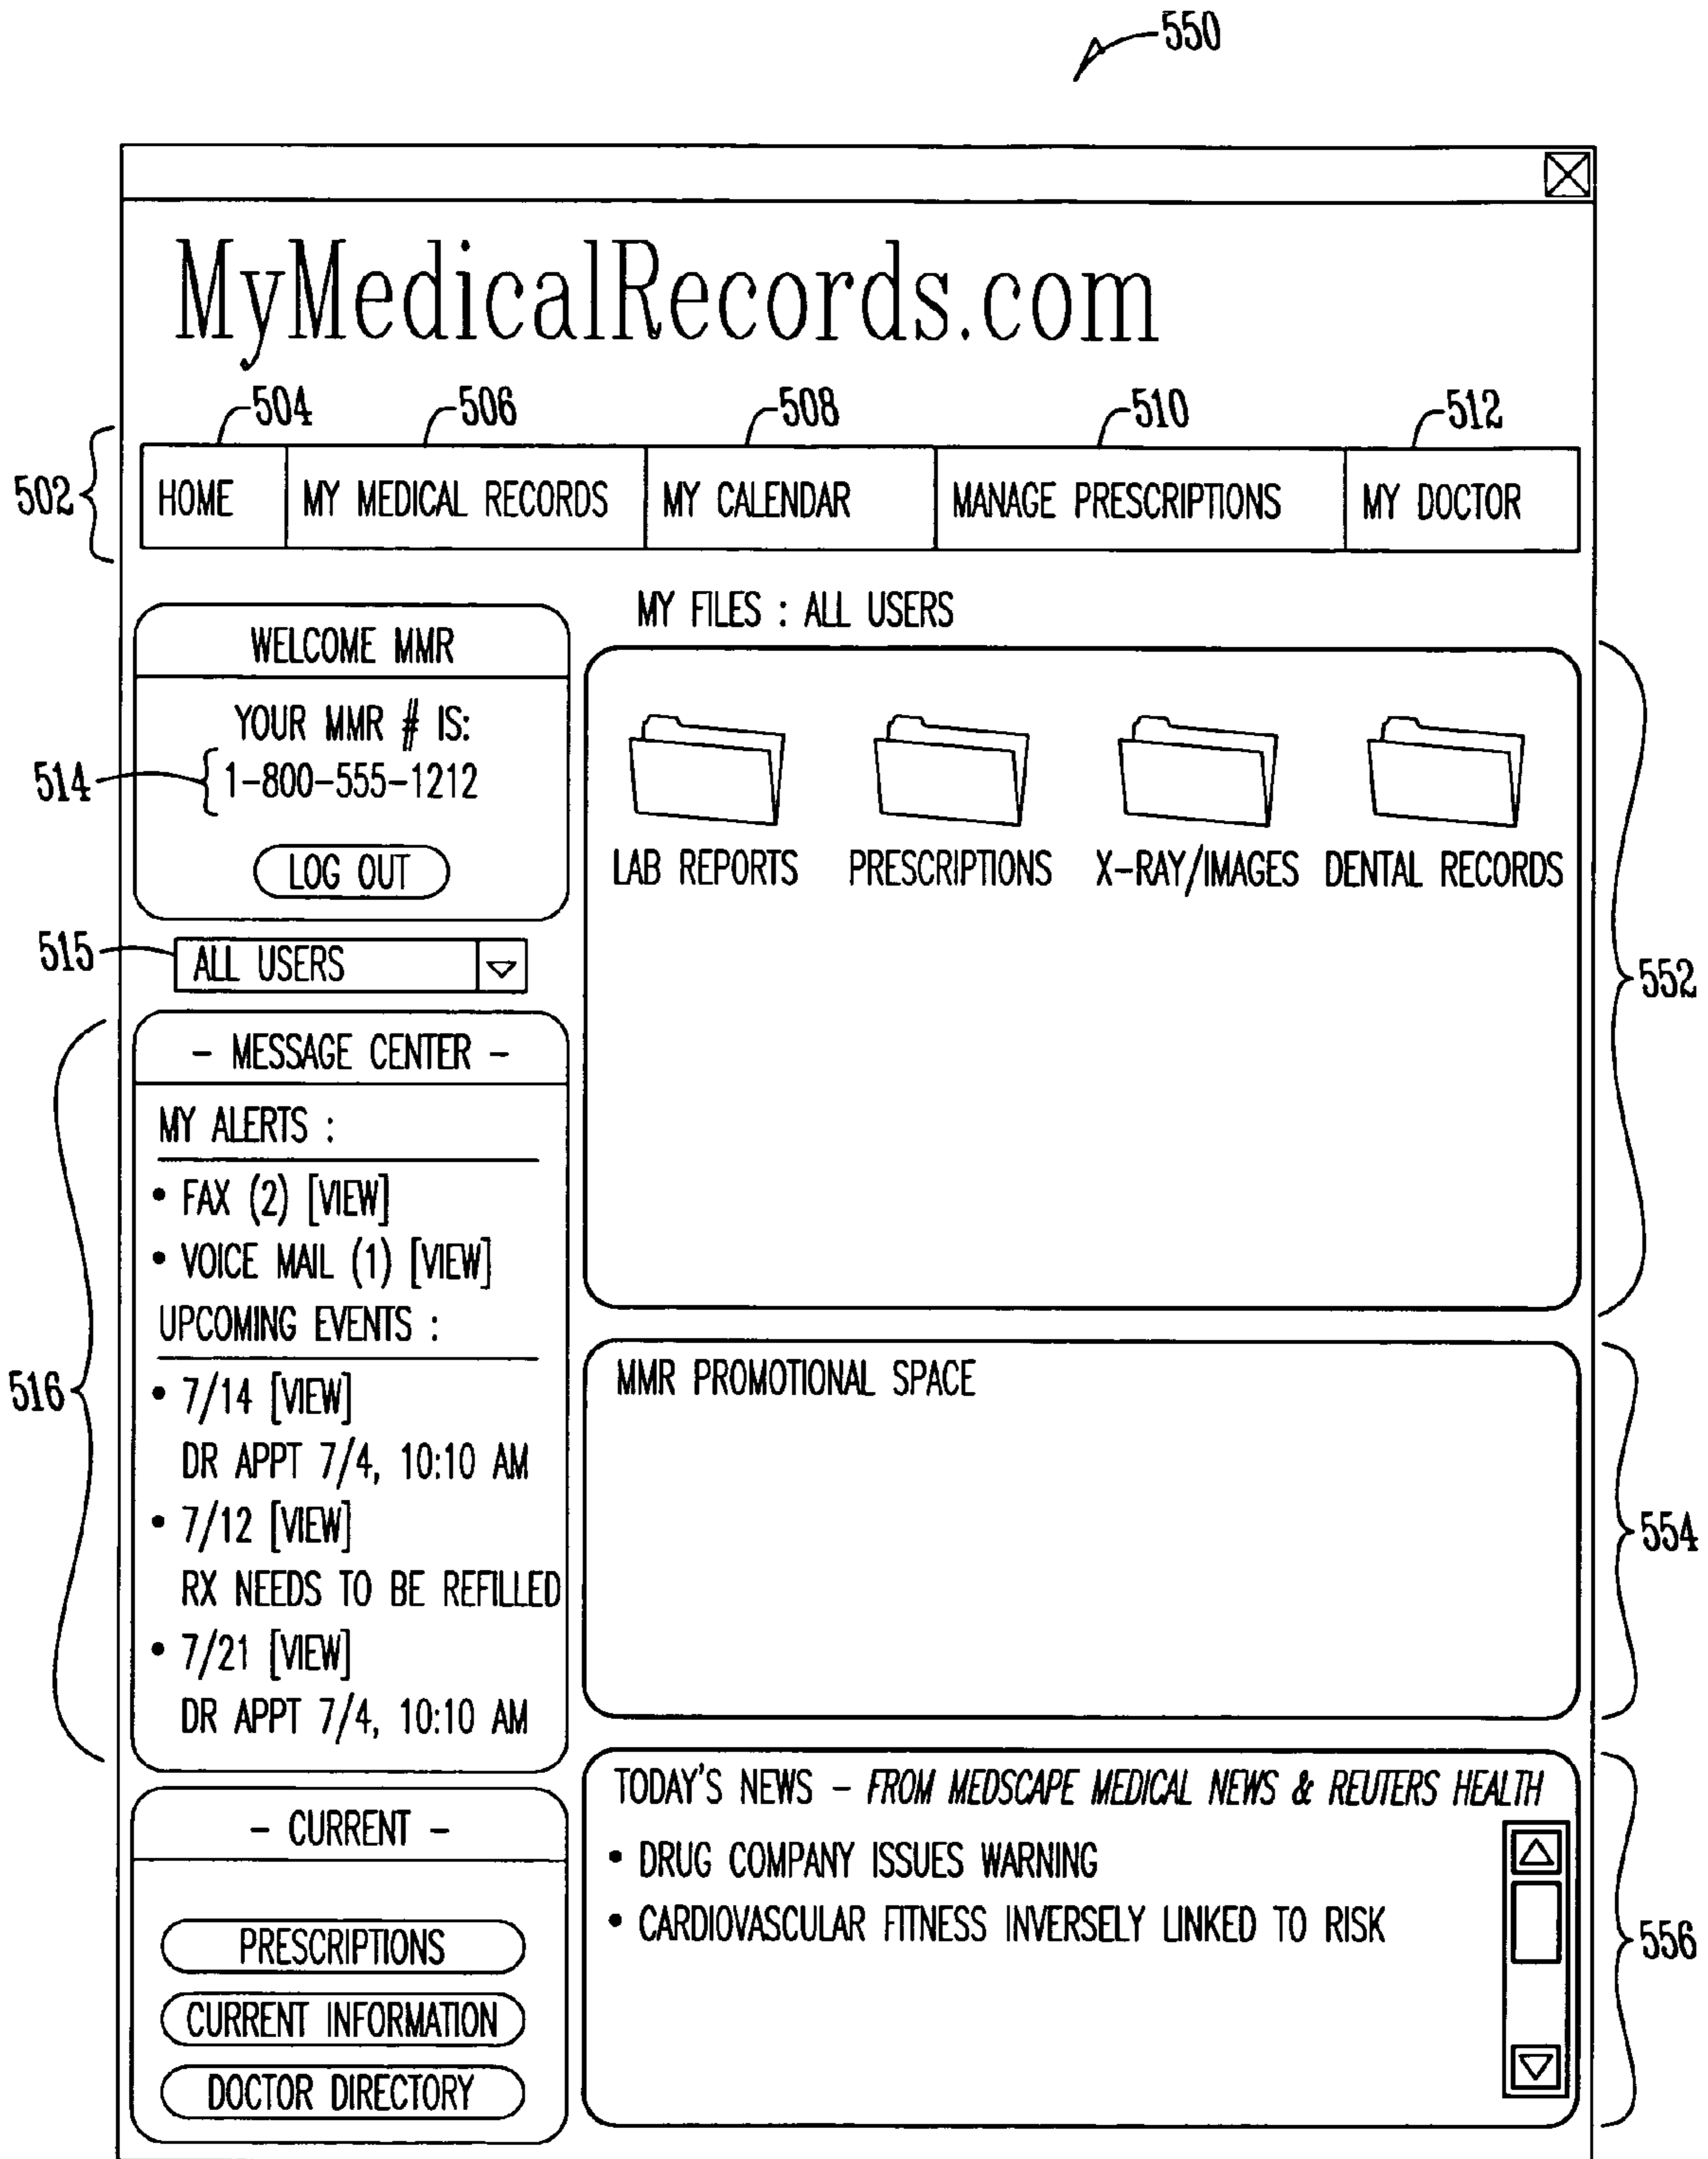 550
MyMedicalRecords.com
504 506 508 510 512
502
HOME MY MEDICAL RECORDS MY CALENDAR MANAGE PRESCRIPTIONS MY DOCTOR
WELCOME MMR
YOUR MMR # IS:
514
1-800-555-1212
LOG OUT
515
ALL USERS
516
- MESSAGE CENTER -
MY ALERTS :
• FAX (2) [VIEW]
• VOICE MAIL (1) [VIEW]
UPCOMING EVENTS :
• 7/14 [VIEW]
DR APPT 7/4, 10:10 AM
• 7/12 [VIEW]
RX NEEDS TO BE REFILLED
• 7/21 [VIEW]
DR APPT 7/4, 10:10 AM
- CURRENT -
PRESCRIPTIONS
CURRENT INFORMATION
DOCTOR DIRECTORY
MY FILES : ALL USERS
LAB REPORTS PRESCRIPTIONS X-RAY/IMAGES DENTAL RECORDS
552
MMR PROMOTIONAL SPACE
554
TODAY'S NEWS - FROM MEDSCAPE MEDICAL NEWS & REUTERS HEALTH
• DRUG COMPANY ISSUES WARNING
• CARDIOVASCULAR FITNESS INVERSELY LINKED TO RISK
556